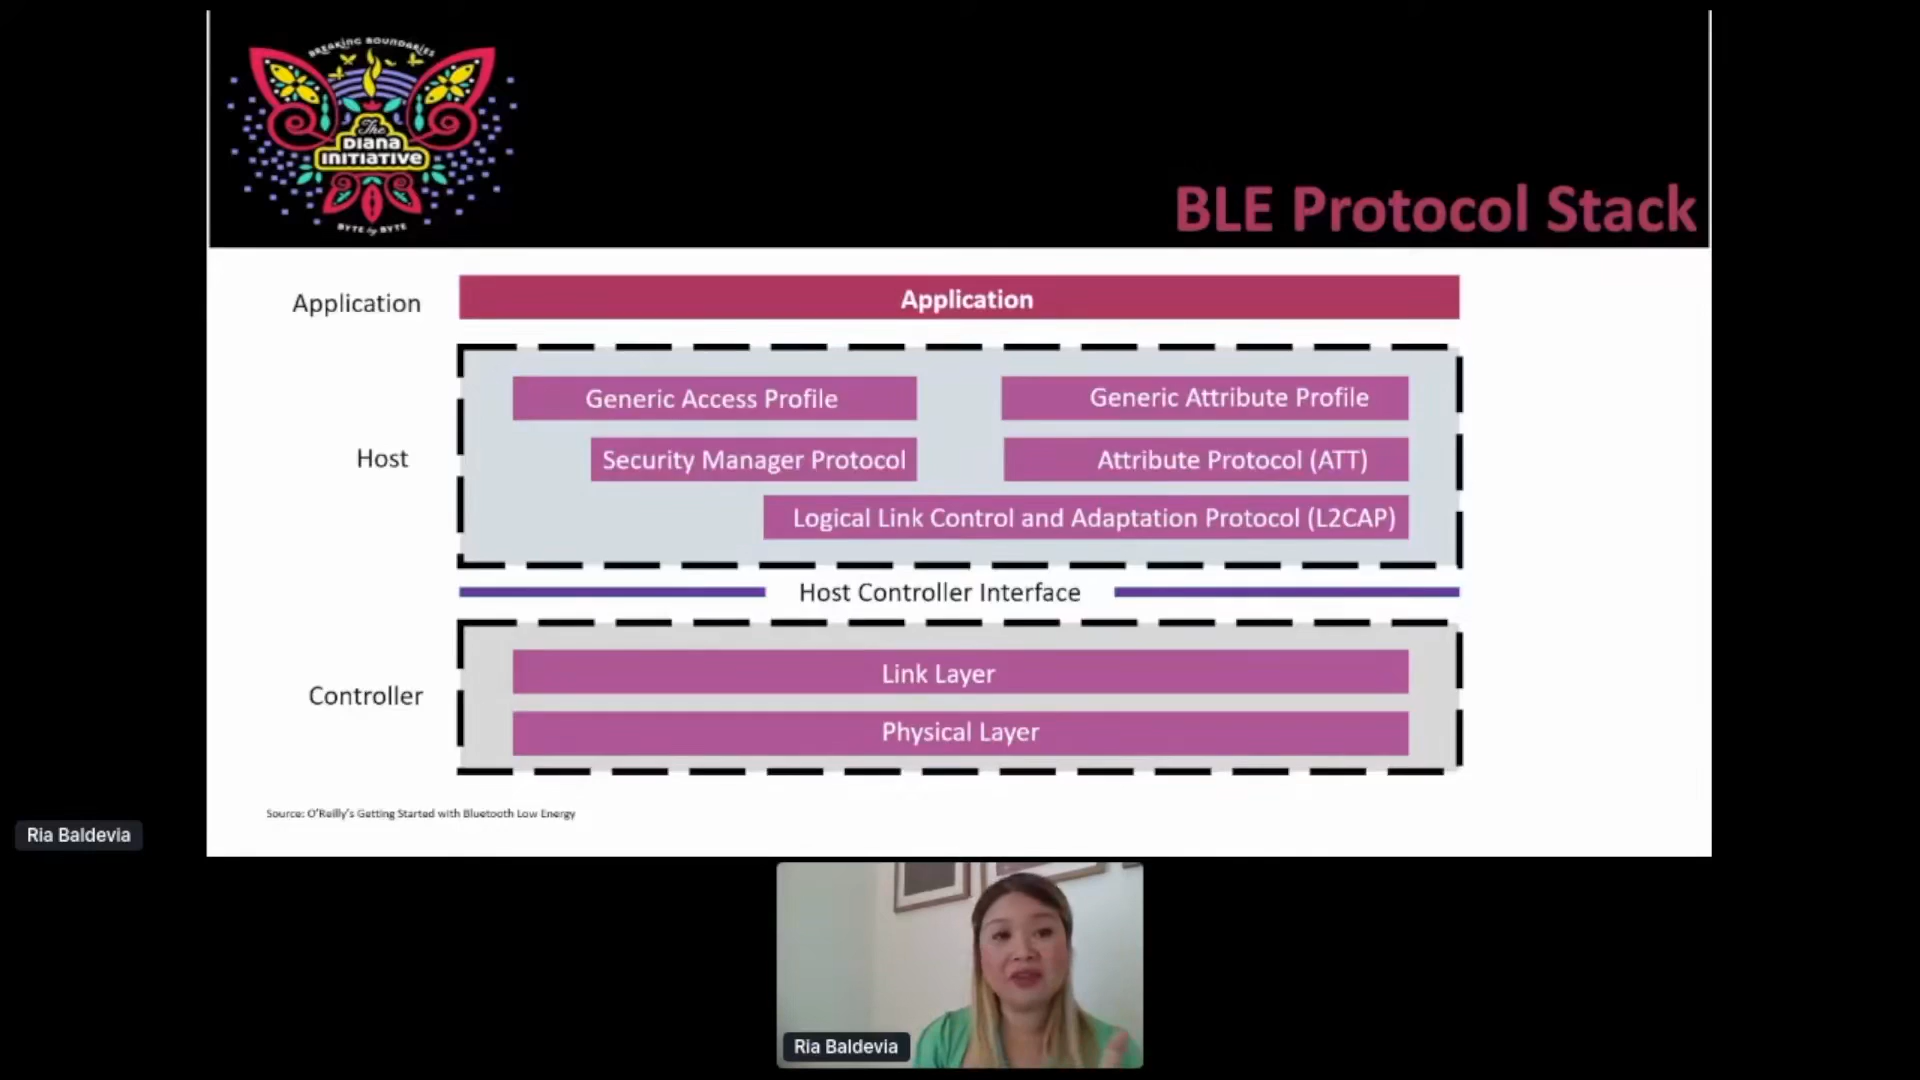 BREAKING BOUNDARIES
The
DIANA
INITIATIVE
BYTE by BYTE
BLE Protocol Stack
Application
Application
Generic Access Profile
Generic Attribute Profile
Host
Security Manager Protocol
Attribute Protocol (ATT)
Logical Link Control and Adaptation Protocol (L2CAP)
Host Controller Interface
Link Layer
Controller
Physical Layer
Source: O'Reilly's Getting Started with Bluetooth Low Energy
Ria Baldevia
Ria Baldevia